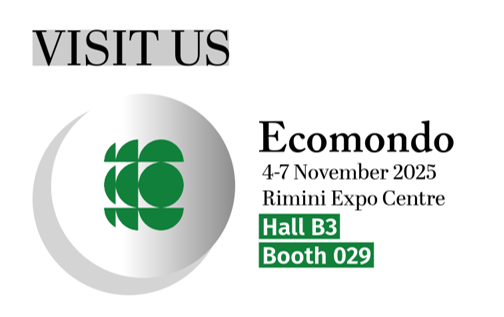 VISIT US
Ecomondo
4-7 November 2025
Rimini Expo Centre
Hall B3
Booth 029